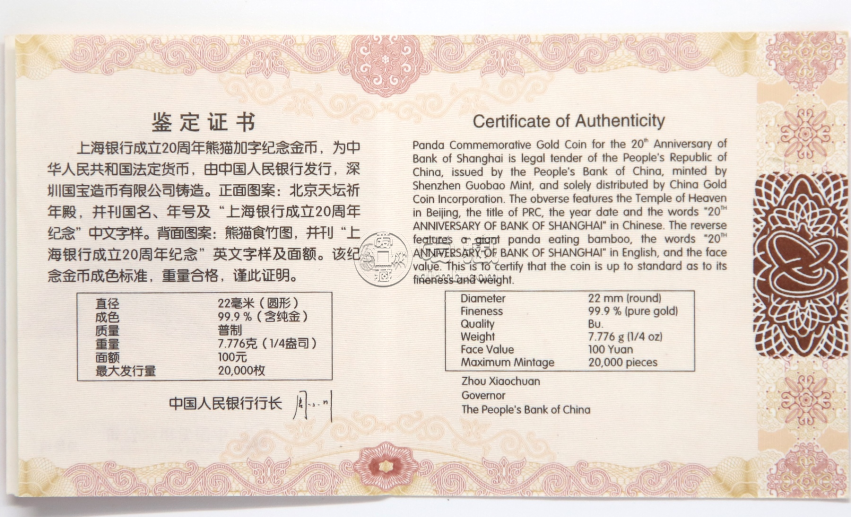 鉴定证书
上海银行成立20周年熊猫加字纪念金币，为中
华人民共和国法定货币，由中国人民银行发行，深
圳国宝造币有限公司铸造。正面图案：北京天坛祈
年殿，并刊国名、年号及“上海银行成立20周年
纪念”中文字样。背面图案：熊猫食竹图，并刊“上
海银行成立20周年纪念”英文字样及面额。该纪
念金币成色标准，重量合格，谨此证明。
直径 22毫米（圆形）
成色 99.9%（含纯金）
质量 普制
重量 7.776克（1/4盎司）
面额 100元
最大发行量 20,000枚
中国人民银行行长
Certificate of Authenticity
Panda Commemorative Gold Coin for the 20th Anniversary of
Bank of Shanghai is legal tender of the People's Republic of
China, issued by the People's Bank of China, minted by
Shenzhen Guobao Mint, and solely distributed by China Gold
Coin Incorporation. The obverse features the Temple of Heaven
in Beijing, the title of PRC, the year date and the words "20TH
ANNIVERSARY OF BANK OF SHANGHAI" in Chinese. The reverse
features a giant panda eating bamboo, the words "20TH
ANNIVERSARY OF BANK OF SHANGHAI" in English, and the face
value. This is to certify that the coin is up to standard as to its
fineness and weight.
Diameter 22 mm (round)
Fineness 99.9 % (pure gold)
Quality Bu.
Weight 7.776 g (1/4 oz)
Face Value 100 Yuan
Maximum Mintage 20,000 pieces
Zhou Xiaochuan
Governor
The People's Bank of China